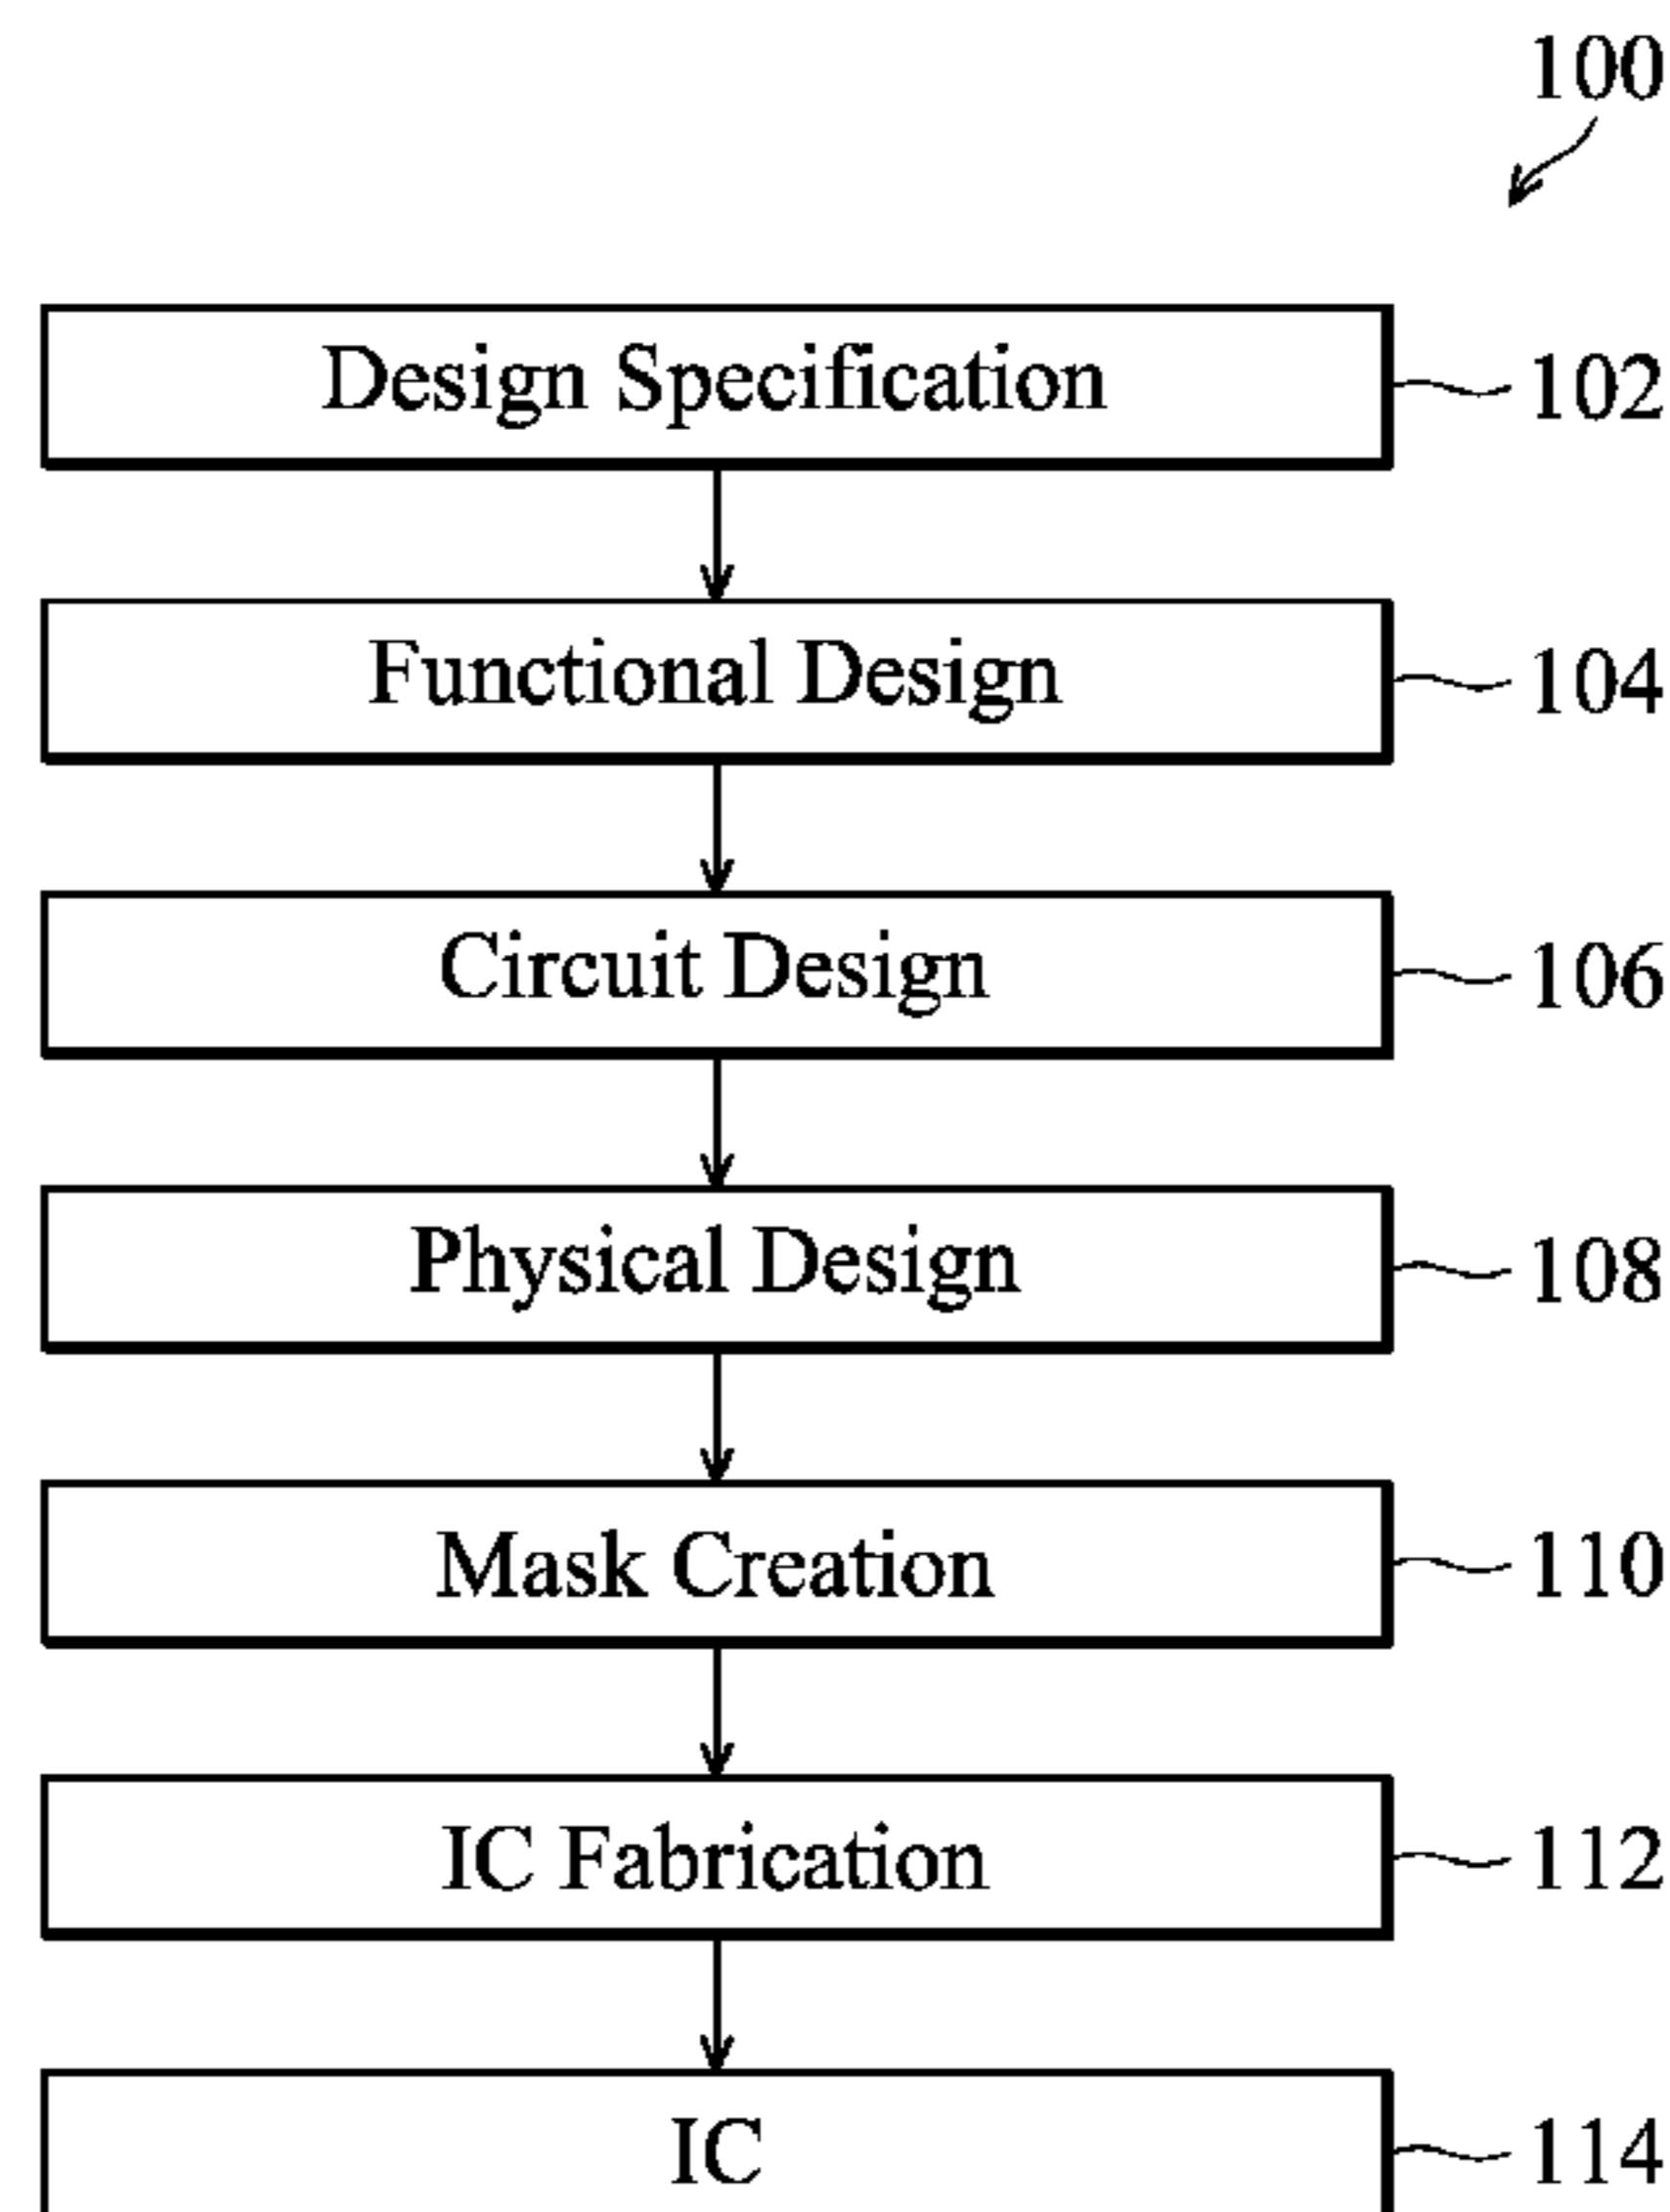 100
Design Specification 102
Functional Design 104
Circuit Design 106
Physical Design 108
Mask Creation 110
IC Fabrication 112
IC 114